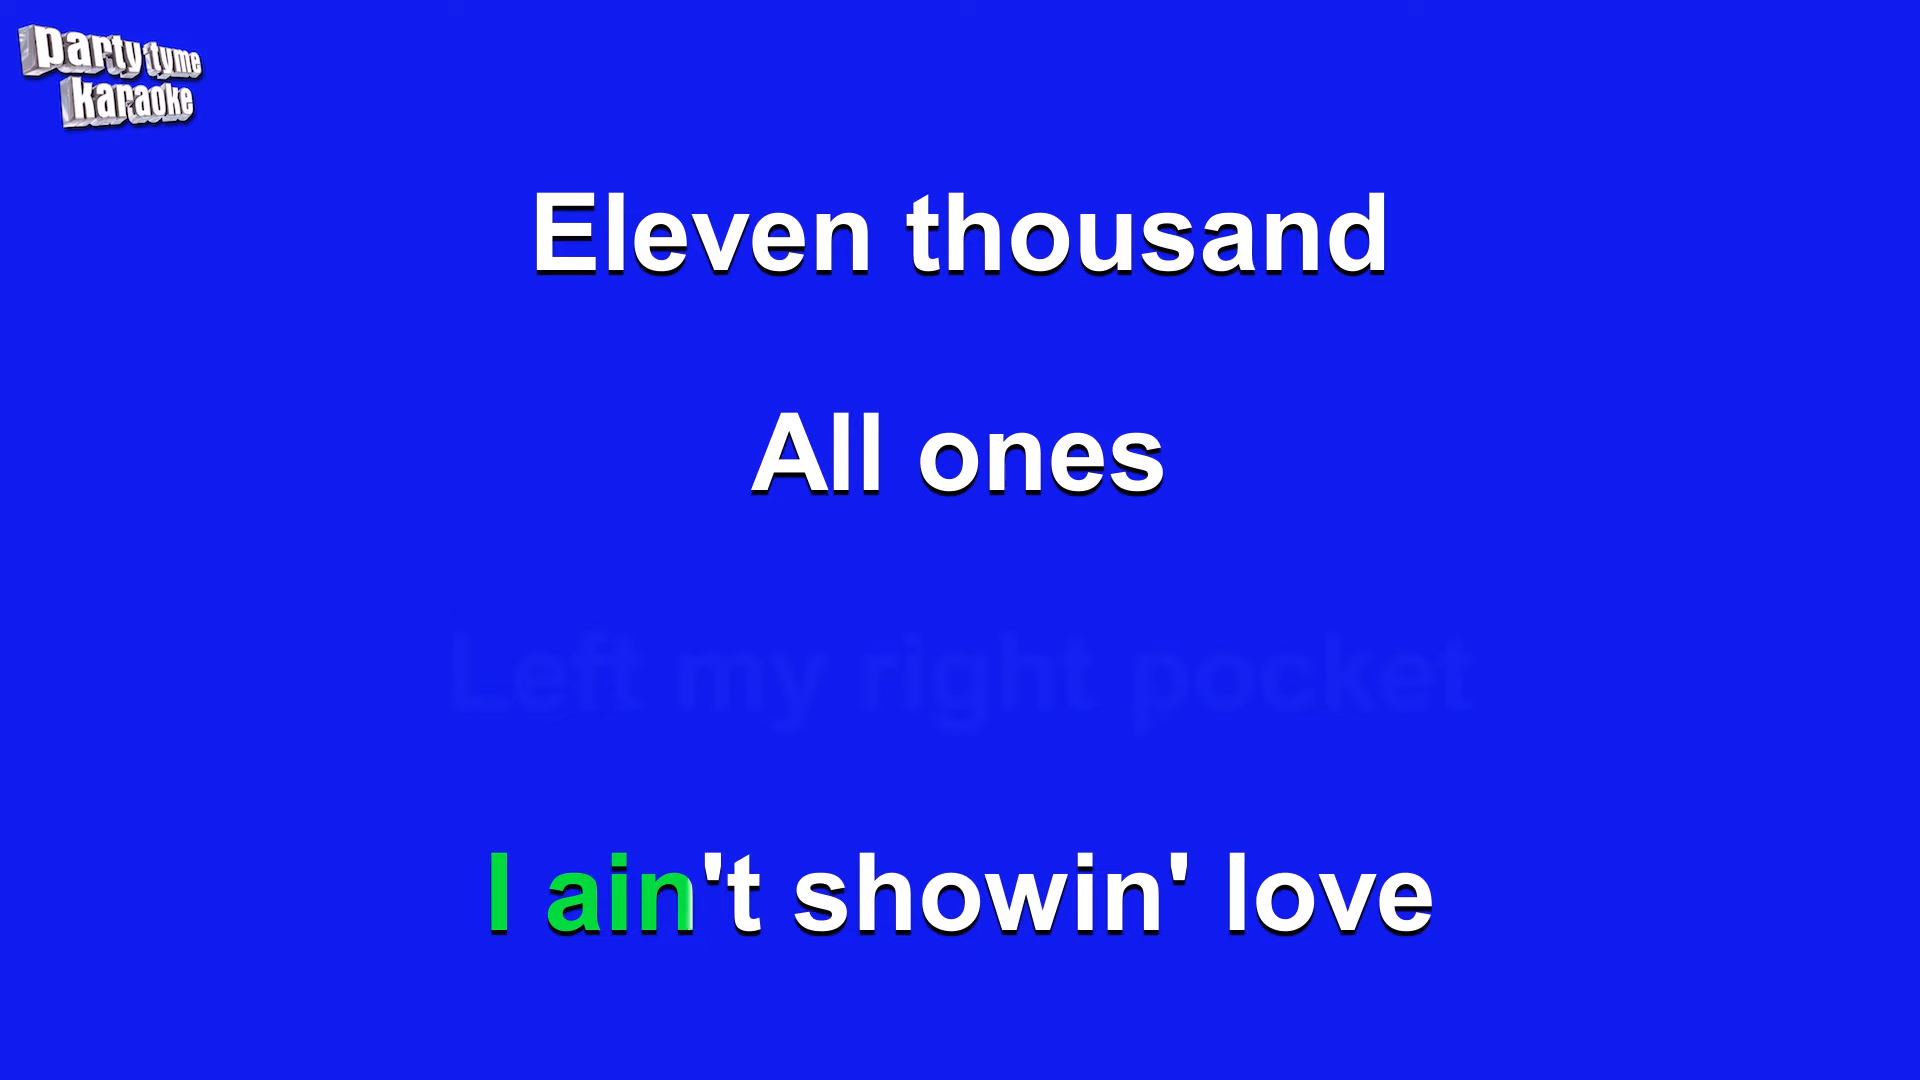 party tyme
karaoke
Eleven thousand
All ones
Left my right pocket
I ain't showin' love